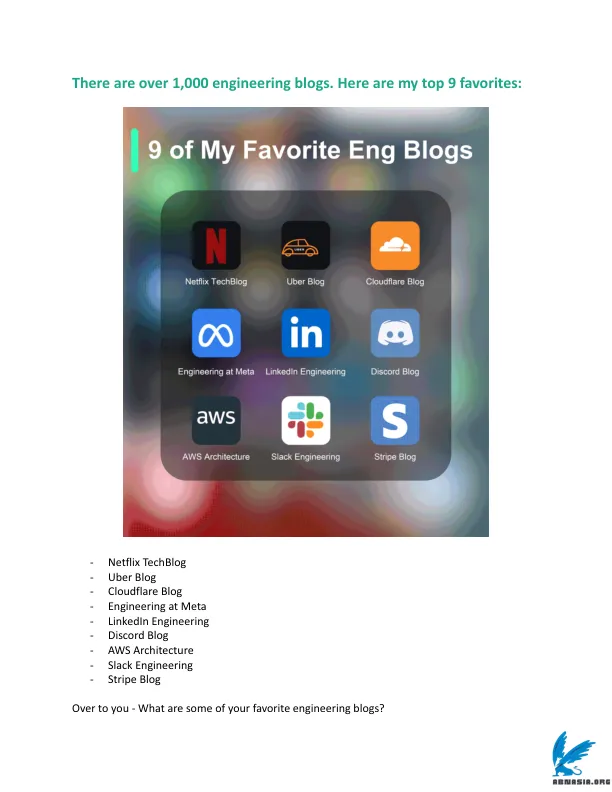 There are over 1,000 engineering blogs. Here are my top 9 favorites:
9 of My Favorite Eng Blogs
Netflix TechBlog
Uber Blog
Cloudflare Blog
in
Engineering at Meta
LinkedIn Engineering
Discord Blog
aws
S
AWS Architecture
Slack Engineering
Stripe Blog
- Netflix TechBlog
- Uber Blog
- Cloudflare Blog
- Engineering at Meta
- LinkedIn Engineering
- Discord Blog
- AWS Architecture
- Slack Engineering
- Stripe Blog
Over to you - What are some of your favorite engineering blogs?
ABNASIA.ORG